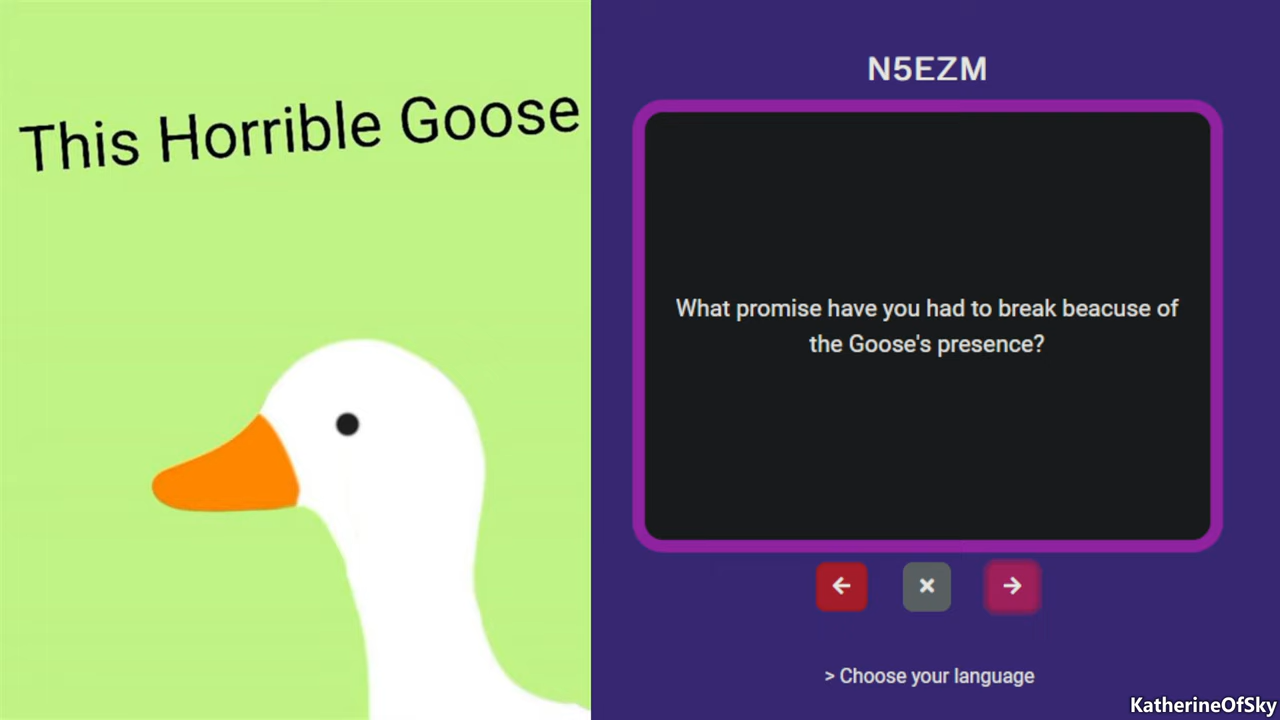 This Horrible Goose
N5EZM
What promise have you had to break beacuse of
the Goose's presence?
> Choose your language
KatherineOfSky